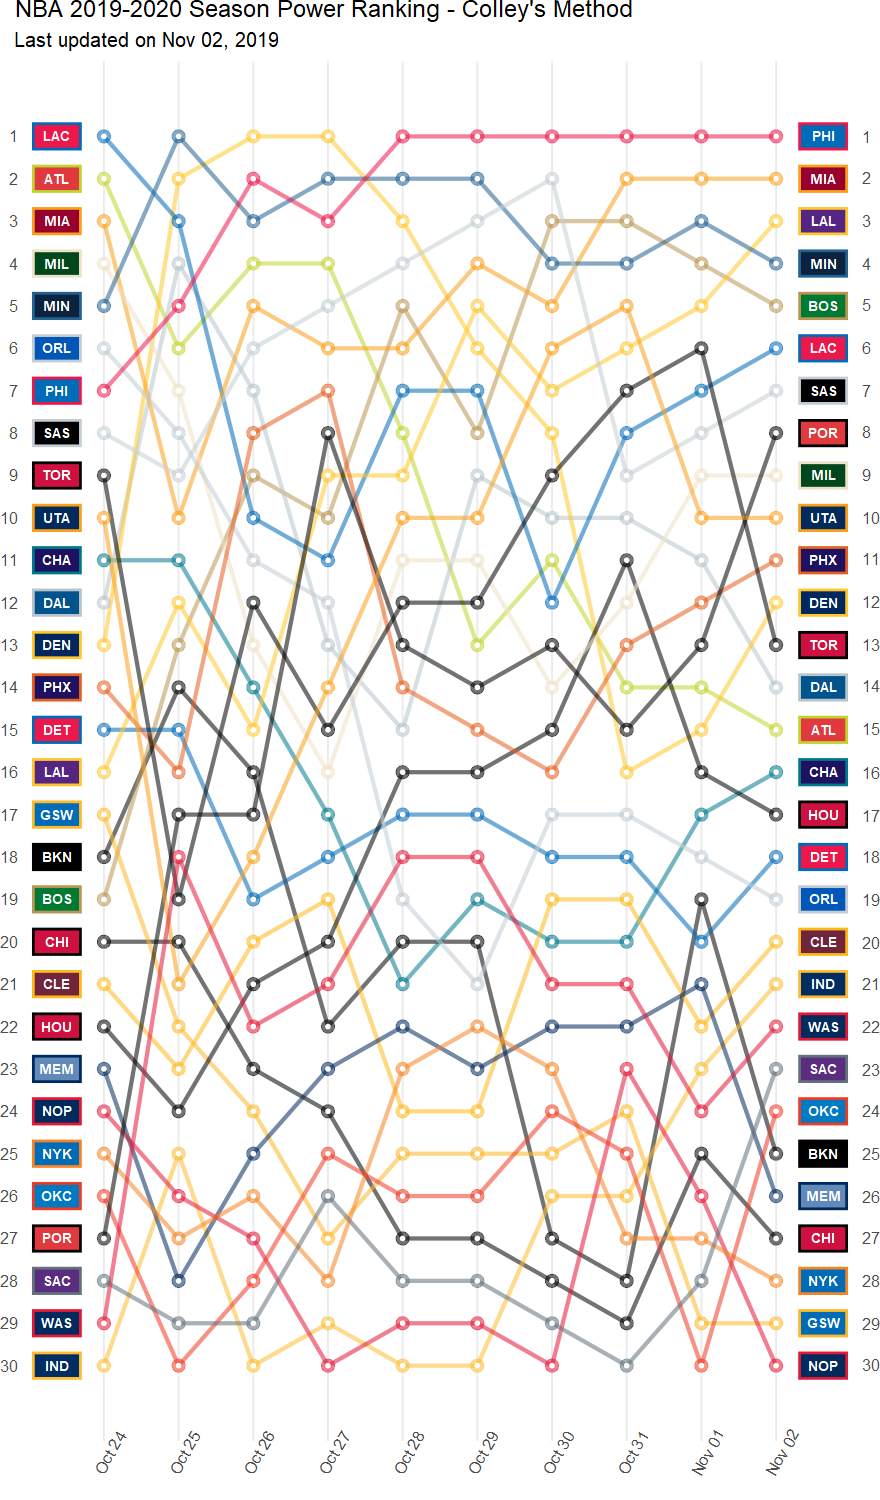 NBA 2019-2020 Season Power Ranking - Colley's Method
Last updated on Nov 02, 2019
1 LAC PHI 1
2 ATL MIA 2
3 MIA LAL 3
4 MIL MIN 4
5 MIN BOS 5
6 ORL LAC 6
7 PHI SAS 7
8 SAS POR 8
9 TOR MIL 9
10 UTA UTA 10
11 CHA PHX 11
12 DAL DEN 12
13 DEN TOR 13
14 PHX DAL 14
15 DET ATL 15
16 LAL CHA 16
17 GSW HOU 17
18 BKN DET 18
19 BOS ORL 19
20 CHI CLE 20
21 CLE IND 21
22 HOU WAS 22
23 MEM SAC 23
24 NOP OKC 24
25 NYK BKN 25
26 OKC MEM 26
27 POR CHI 27
28 SAC NYK 28
29 WAS GSW 29
30 IND NOP 30
Oct 24 Oct 25 Oct 26 Oct 27 Oct 28 Oct 29 Oct 30 Oct 31 Nov 01 Nov 02